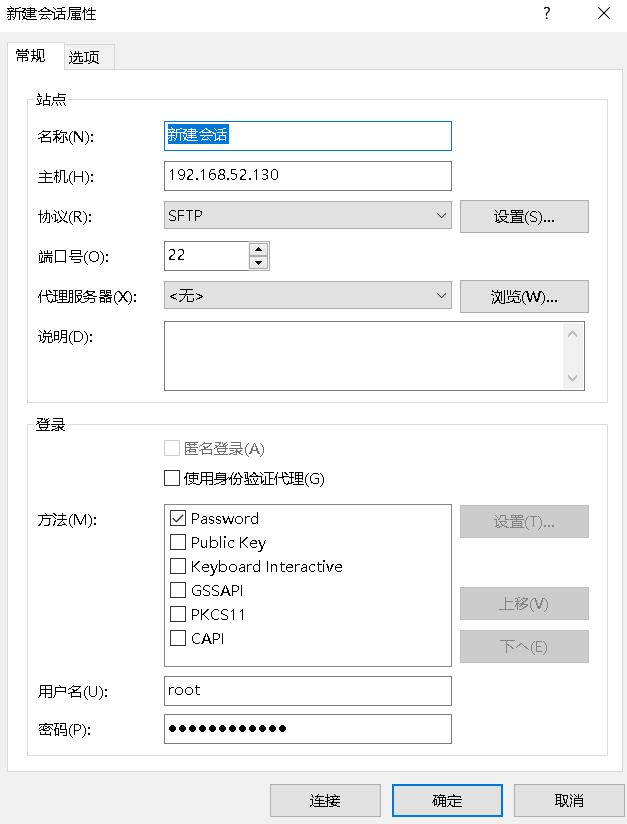 新建会话属性 ?
常规 选项
站点
名称(N): 新建会话
主机(H): 192.168.52.130
协议(R): SFTP 设置(S)...
端口号(O): 22
代理服务器(X): <无> 浏览(W)...
说明(D):
登录
匿名登录(A)
使用身份验证代理(G)
方法(M): Password 设置(T)...
Public Key
Keyboard Interactive
GSSAPI
PKCS11 上移(V)
CAPI 下へ(E)
用户名(U): root
密码(P): ●●●●●●●●●●●●
连接 确定 取消